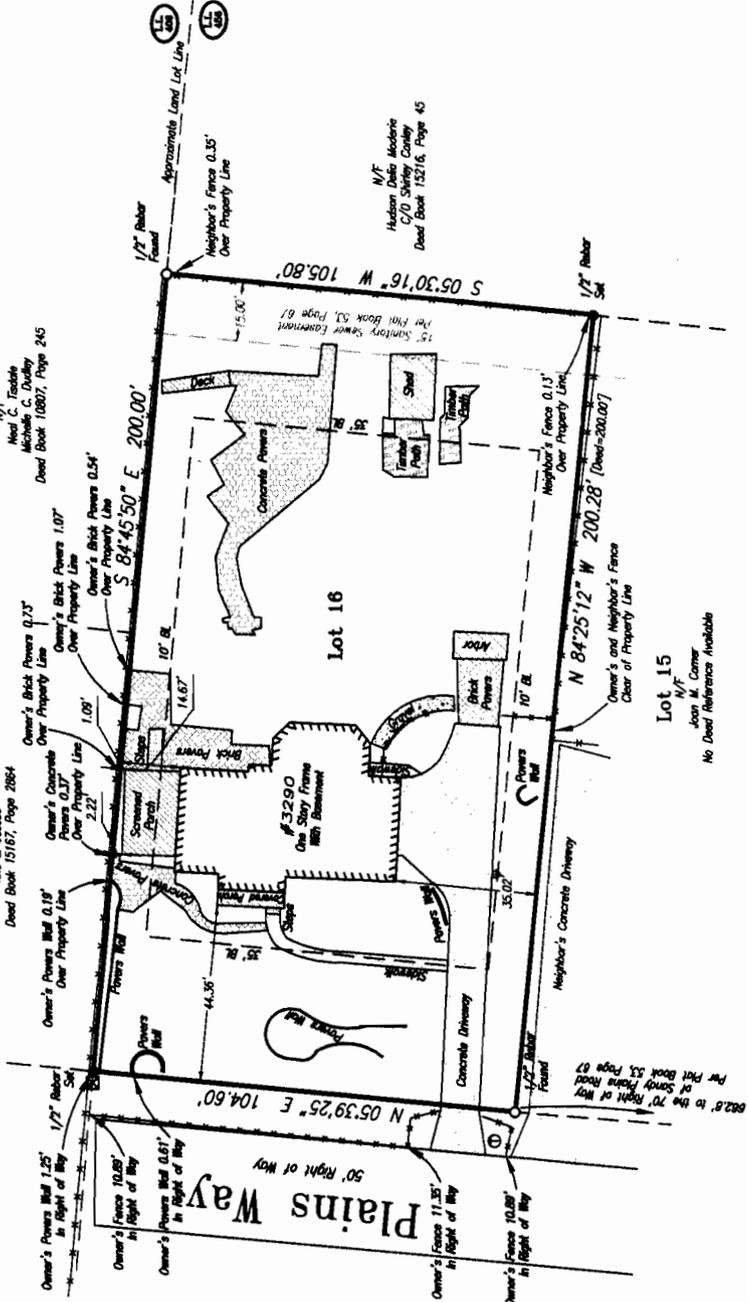 LL
408
LL
456
Approximate Land Lot Line
1/2" Rebar
Found
Neighbor's Fence 0.35'
Over Property Line
N/F
Hudson Delia Moderie
C/O Shirley Conley
Deed Book 15216, Page 45
S 05°30'16" W 105.80'
15.00'
15' Sanitary Sewer Easement
Per Plat Book 53, Page 67
1/2" Rebar
Set
Neal C. Tisdale
Michelle C. Dudley
Deed Book 10807, Page 245
S 84°45'50" E 200.00'
Owner's Brick Pavers 0.54'
Over Property Line
Owner's Brick Pavers 1.07'
Over Property Line
Owner's Brick Pavers 0.73'
Over Property Line
1.09'
Owner's Concrete
Pavers 0.37'
Over Property Line
2.22'
Deed Book 15167, Page 2864
Owner's Pavers Wall 0.19'
Over Property Line
Deck
Concrete Pavers
35' BL
Shed
Timber
Path
Timber
Path
Neighbor's Fence 0.13'
Over Property Line
10' BL
14.67'
Steps
Brick Pavers
Screened
Porch
Lot 16
Arbor
Brick
Pavers
Gravel
Sidewalk
#3290
One Story Frame
With Basement
Covered Porch
Steps
Concrete Pavers
Pavers Wall
35' BL
Sidewalk
Pavers Wall
10' BL
35.02'
Pavers
Wall
N 84°25'12" W 200.28' [Deed=200.00']
Owner's and Neighbor's Fence
Clear of Property Line
Lot 15
N/F
Joan M. Carner
No Deed Reference Available
Neighbor's Concrete Driveway
44.36'
Pavers
Wall
Pavers Wall
Concrete Driveway
1/2" Rebar
Set
N 05°39'25" E 104.60'
1/2" Rebar
Found
662.8' to the 70' Right of Way
of Sandy Plains Road
Per Plat Book 53, Page 67
Owner's Pavers Wall 1.25'
In Right of Way
Owner's Fence 10.89'
In Right of Way
Owner's Pavers Wall 0.61'
In Right of Way
50' Right of Way
Plains Way
Owner's Fence 11.35'
In Right of Way
Owner's Fence 10.89'
In Right of Way